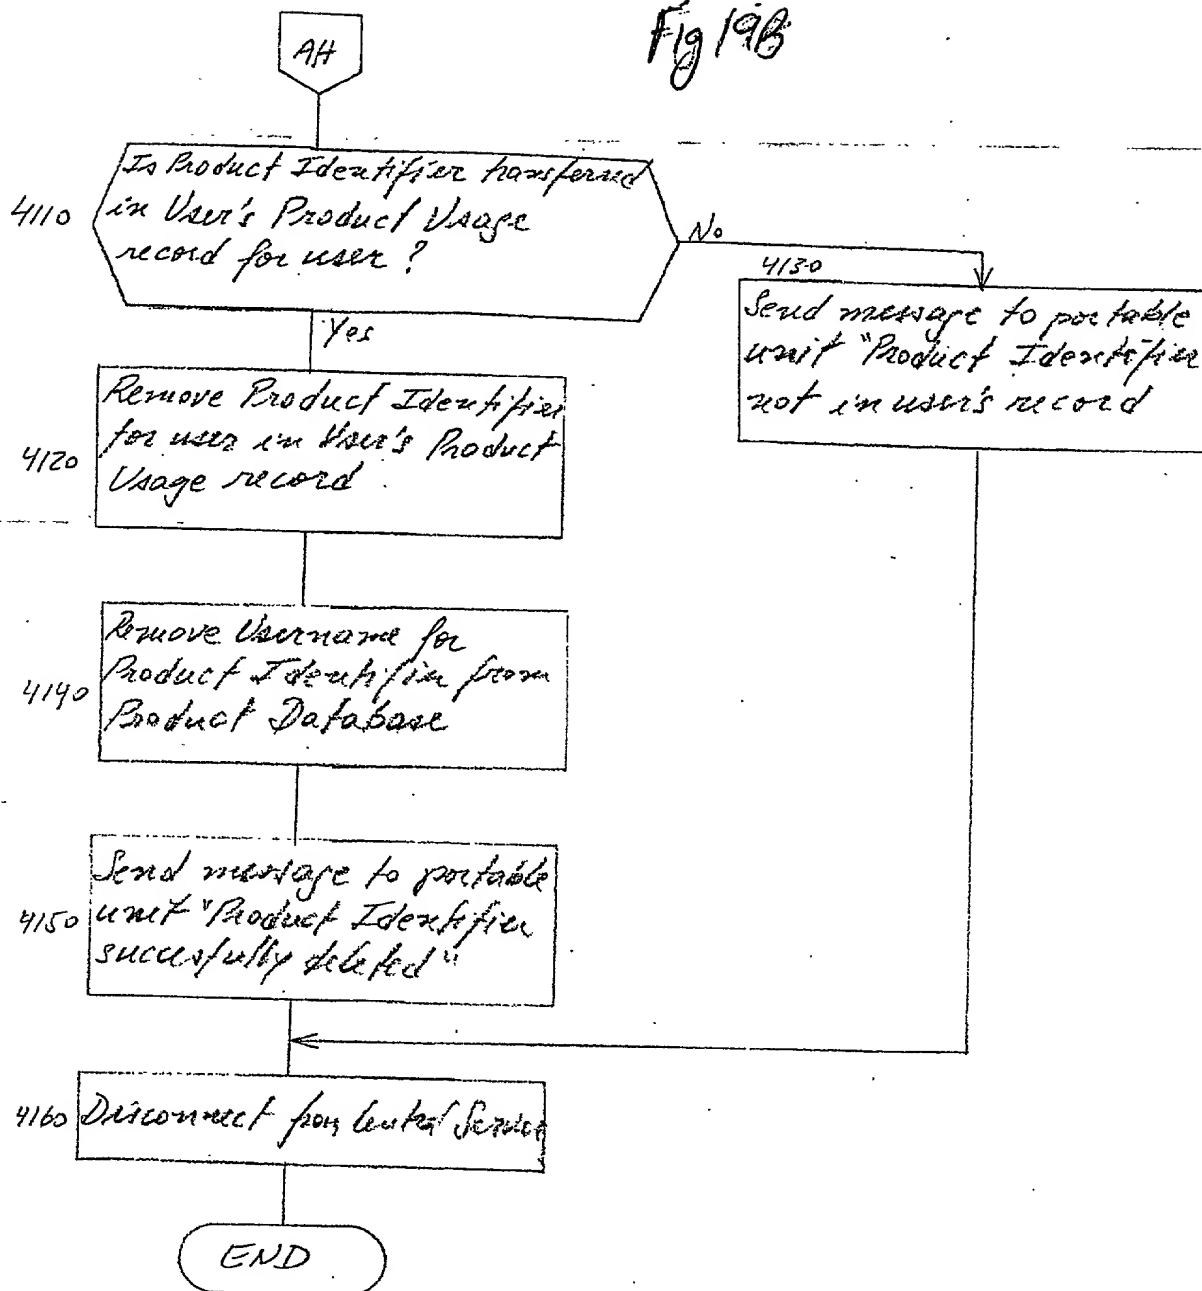 Fig 19B
AH
4110
Is Product Identifier transferred
in User's Product Usage
record for user ?
No
Yes
4130
Send message to portable
unit "Product Identifier
not in user's record
4120
Remove Product Identifier
for user in User's Product
Usage record
4140
Remove Username for
Product Identifier from
Product Database
4150
Send message to portable
unit "Product Identifier
succesfully deleted"
4160
Disconnect from Central Server
END